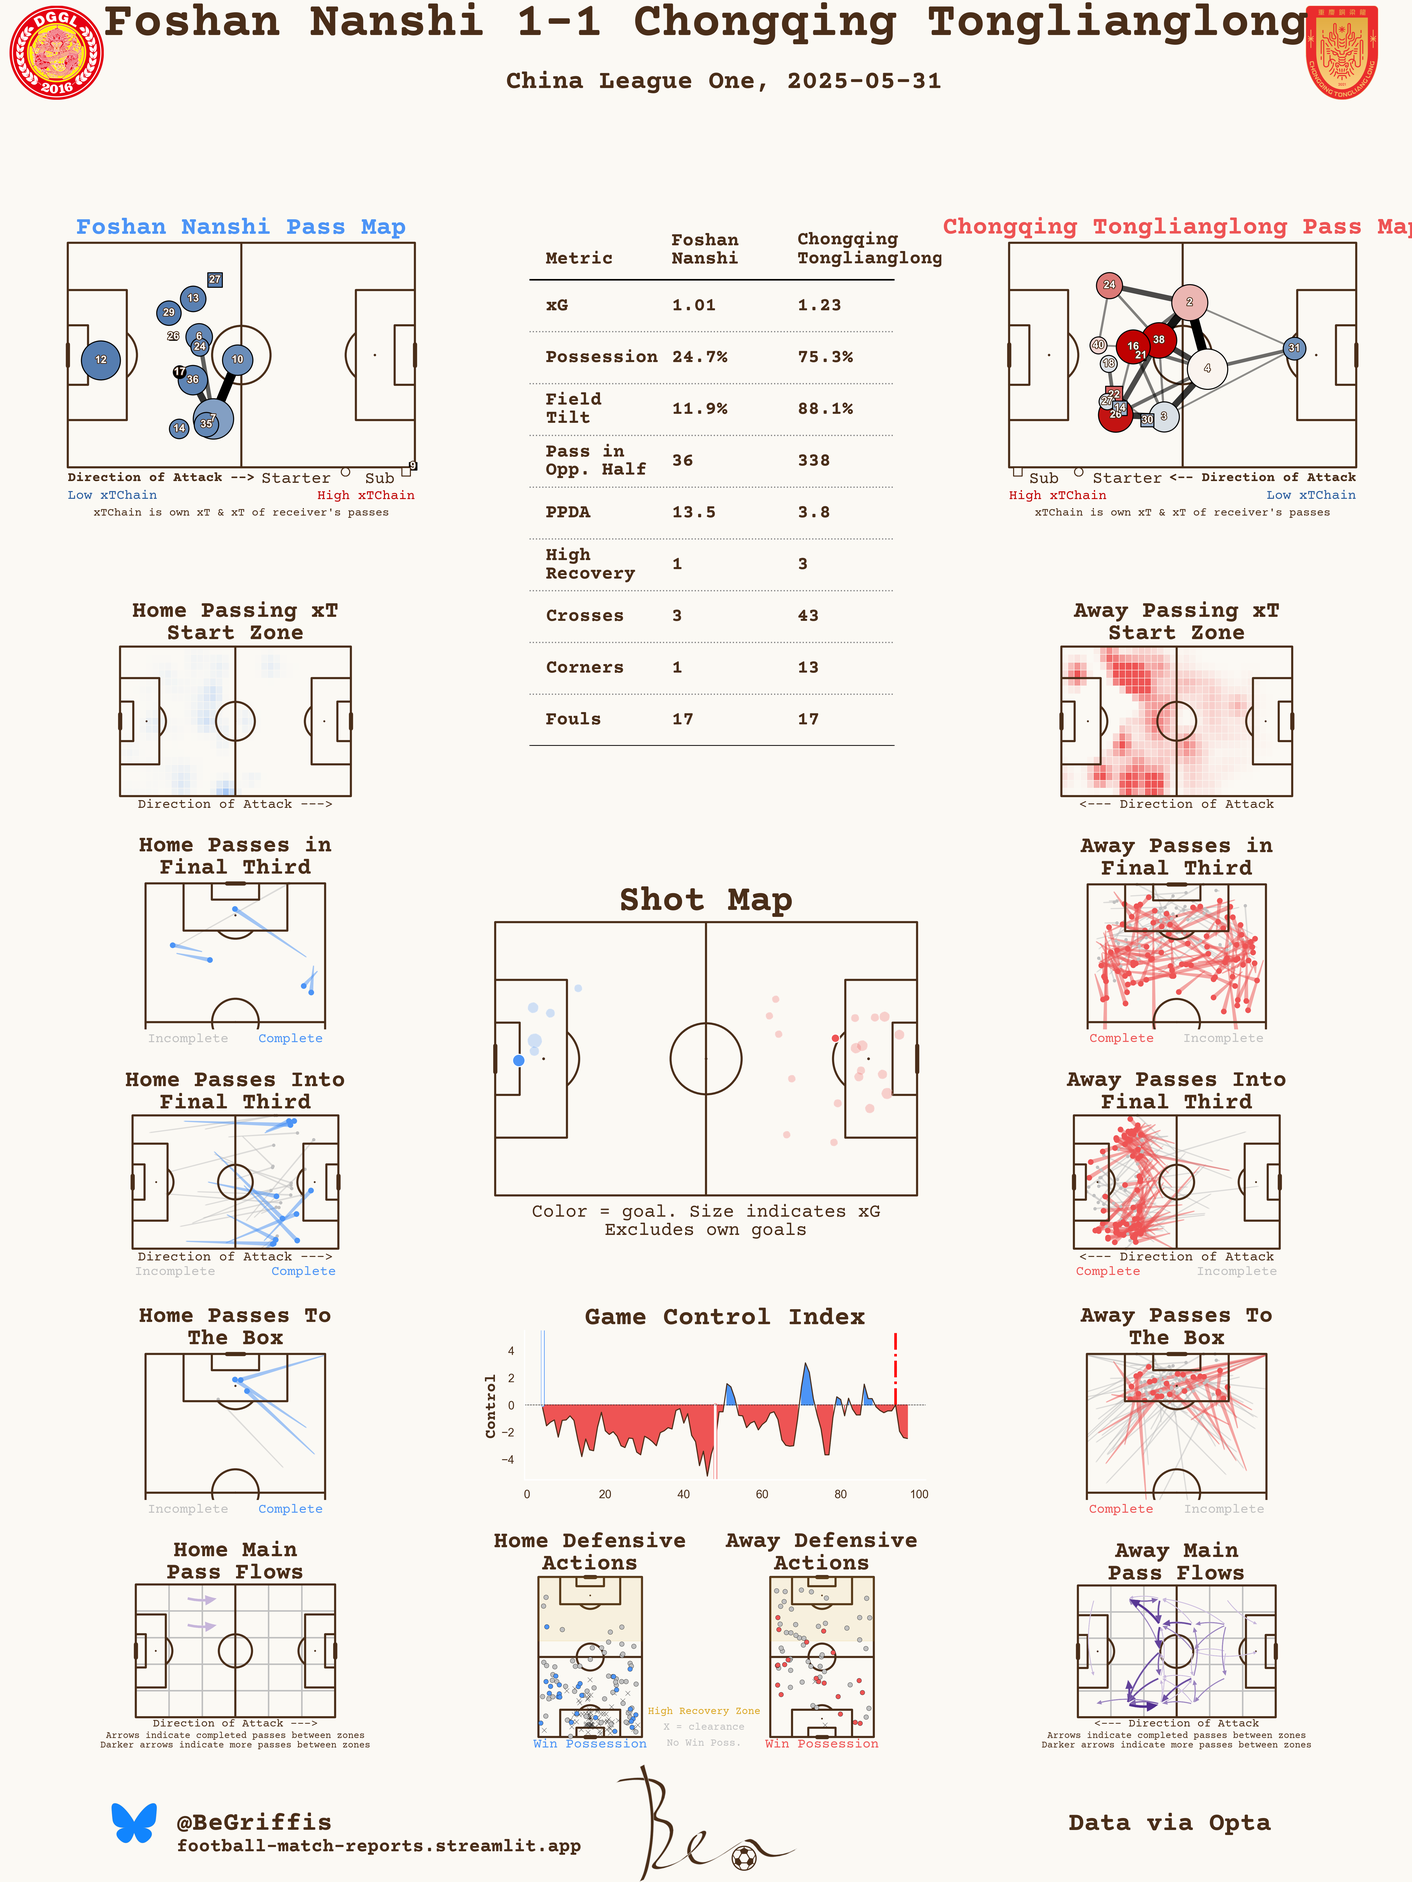 Foshan Nanshi 1-1 Chongqing Tonglianglong
China League One, 2025-05-31
DGGL
2016
CHONGQING TONGLIANGLONG
Foshan Nanshi Pass Map
27
13
29
26
6
24
12
10
17
36
7
35
14
9
Direction of Attack --> Starter Sub
Low xTChain High xTChain
xTChain is own xT & xT of receiver's passes
Metric Foshan Nanshi Chongqing Tonglianglong
xG 1.01 1.23
Possession 24.7% 75.3%
Field Tilt 11.9% 88.1%
Pass in Opp. Half 36 338
PPDA 13.5 3.8
High Recovery 1 3
Crosses 3 43
Corners 1 13
Fouls 17 17
Chongqing Tonglianglong Pass Map
24
2
38
40
16
21
31
18
4
22
27
14
26
30
3
Sub Starter <-- Direction of Attack
High xTChain Low xTChain
xTChain is own xT & xT of receiver's passes
Home Passing xT
Start Zone
Direction of Attack --->
Away Passing xT
Start Zone
<--- Direction of Attack
Home Passes in
Final Third
Incomplete Complete
Away Passes in
Final Third
Complete Incomplete
Shot Map
Color = goal. Size indicates xG
Excludes own goals
Home Passes Into
Final Third
Direction of Attack --->
Incomplete Complete
Away Passes Into
Final Third
<--- Direction of Attack
Complete Incomplete
Home Passes To
The Box
Incomplete Complete
Game Control Index
Control
4
2
0
−2
−4
0 20 40 60 80 100
Away Passes To
The Box
Complete Incomplete
Home Main
Pass Flows
Direction of Attack --->
Arrows indicate completed passes between zones
Darker arrows indicate more passes between zones
Home Defensive
Actions
Win Possession
Away Defensive
Actions
Win Possession
High Recovery Zone
X = clearance
No Win Poss.
Away Main
Pass Flows
<--- Direction of Attack
Arrows indicate completed passes between zones
Darker arrows indicate more passes between zones
@BeGriffis
football-match-reports.streamlit.app
Ben
Data via Opta